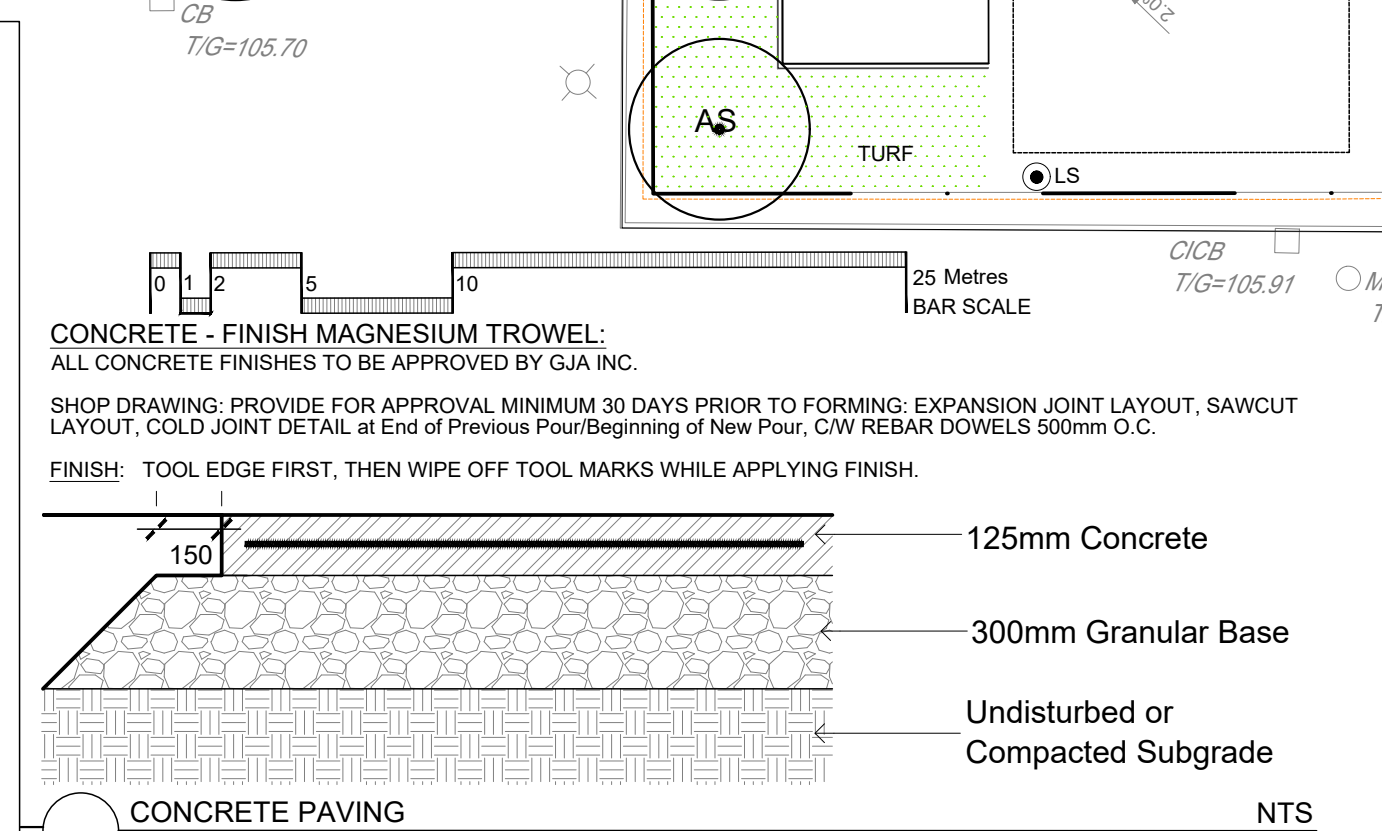 CB
T/G=105.70
2.0%
AS
TURF
LS
CICB
T/G=105.91
0 1 2 5 10 25 Metres
BAR SCALE
CONCRETE - FINISH MAGNESIUM TROWEL:
ALL CONCRETE FINISHES TO BE APPROVED BY GJA INC.
SHOP DRAWING: PROVIDE FOR APPROVAL MINIMUM 30 DAYS PRIOR TO FORMING: EXPANSION JOINT LAYOUT, SAWCUT
LAYOUT, COLD JOINT DETAIL at End of Previous Pour/Beginning of New Pour, C/W REBAR DOWELS 500mm O.C.
FINISH: TOOL EDGE FIRST, THEN WIPE OFF TOOL MARKS WHILE APPLYING FINISH.
150
125mm Concrete
300mm Granular Base
Undisturbed or
Compacted Subgrade
CONCRETE PAVING
NTS